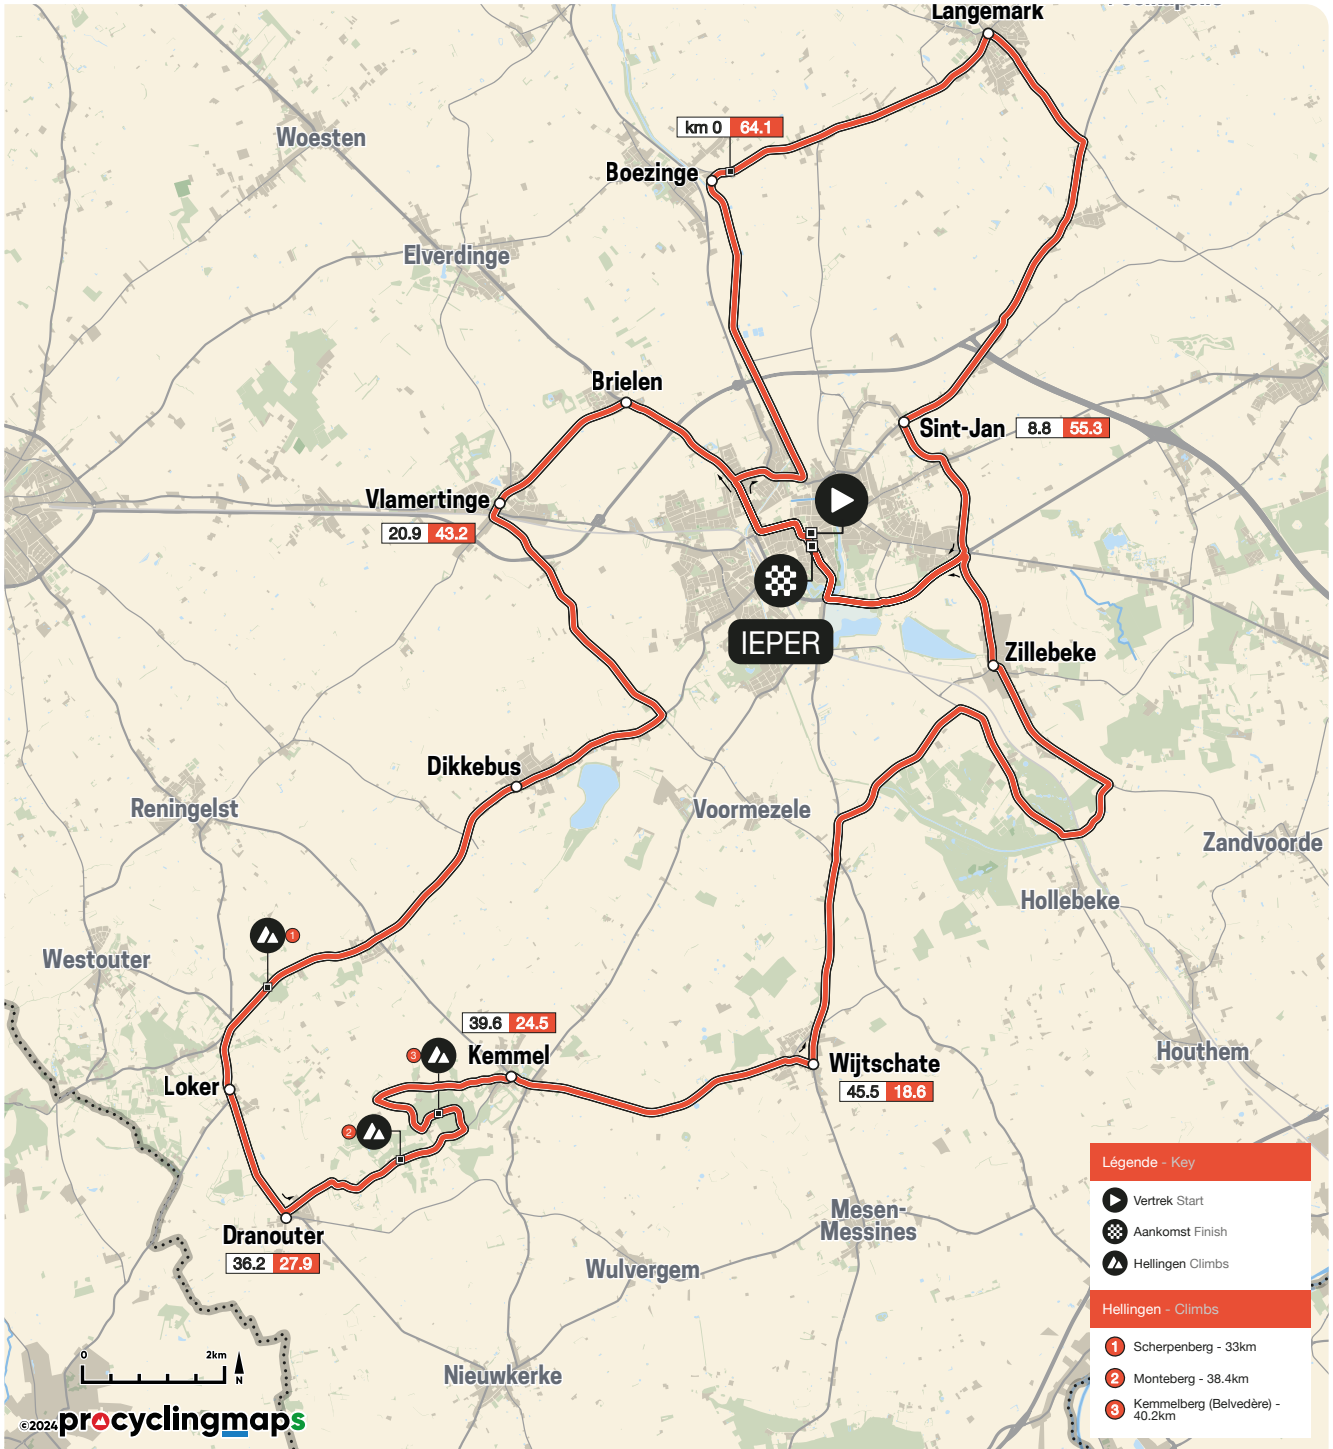 Langemark
km 0 64.1
Woesten
Boezinge
Elverdinge
Brielen
Sint-Jan 8.8 55.3
Vlamertinge
20.9 43.2
IEPER
Zillebeke
Dikkebus
Reningelst
Voormezele
Zandvoorde
Hollebeke
1
Westouter
39.6 24.5
3
Kemmel
Houthem
Wijtschate
45.5 18.6
Loker
2
Dranouter
36.2 27.9
Mesen-
Messines
Wulvergem
Nieuwkerke
Légende - Key
Vertrek Start
Aankomst Finish
Hellingen Climbs
Hellingen - Climbs
1 Scherpenberg - 33km
2 Monteberg - 38.4km
3 Kemmelberg (Belvedère) -
40.2km
0 2km
N
©2024 procyclingmaps